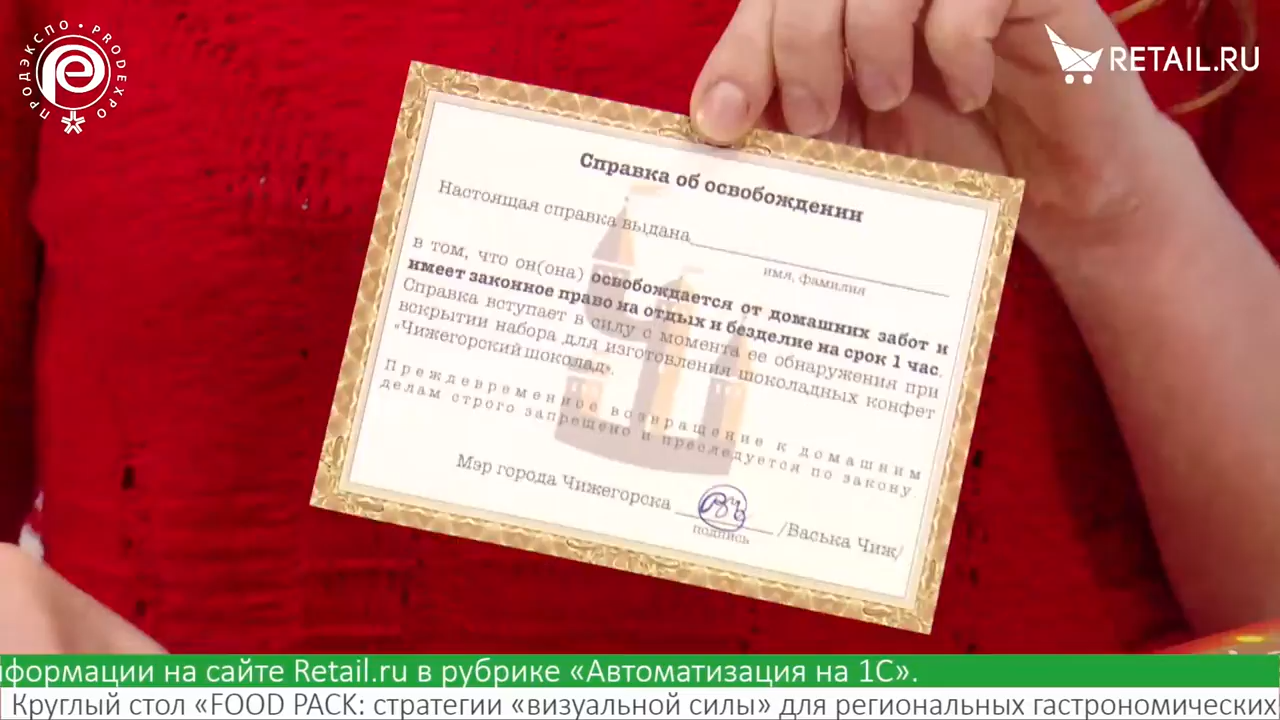 ПРОДЭКСПО • PRODEXPO
RETAIL.RU
Справка об освобождении
Настоящая справка выдана
имя, фамилия
в том, что он(она) освобождается от домашних забот и
имеет законное право на отдых и безделие на срок 1 час.
Справка вступает в силу с момента ее обнаружения при
вскрытии набора для изготовления шоколадных конфет
«Чижегорский шоколад».
Преждевременное возвращение к домашним
делам строго запрещено и преследуется по закону
Мэр города Чижегорска /Васька Чиж/
подпись
формации на сайте Retail.ru в рубрике «Автоматизация на 1С».
Круглый стол «FOOD PACK: стратегии «визуальной силы» для региональных гастрономических